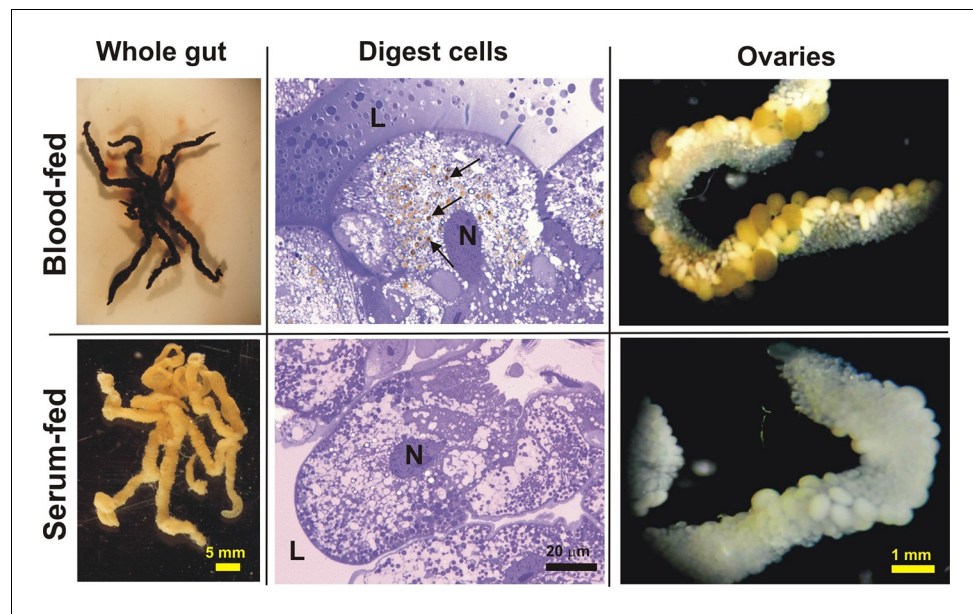 Whole gut
Digest cells
Ovaries
Blood-fed
L
N
Serum-fed
N
L
5 mm
20 μm
1 mm